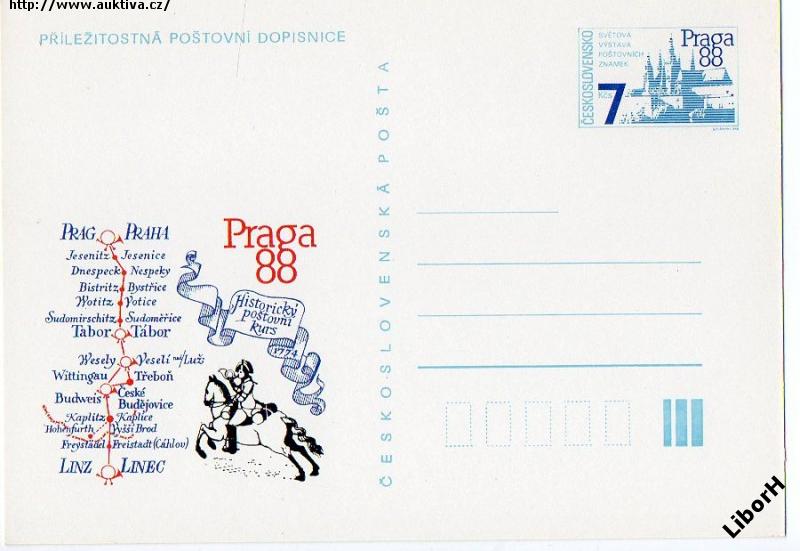 http://www.auktiva.cz/
PŘÍLEŽITOSTNÁ POŠTOVNÍ DOPISNICE
ČESKOSLOVENSKO
SVĚTOVÁ
VÝSTAVA
POŠTOVNÍCH
ZNÁMEK
Praga
88
7 Kčs
ČESKOSLOVENSKÁ POŠTA
Praga
88
Historický
poštovní
kurs
1774
PRAG PRAHA
Jesenitz Jesenice
Dnespeck Nespeky
Bistritz Bystřice
Wotitz Votice
Sudomirschitz Sudoměřice
Tabor Tábor
Wesely Veselí nad/Luž
Wittingau Třeboň
Budweis České
Budějovice
Kaplitz Kaplice
Hohenfurth Vyšší Brod
Freystadel Freistadt (Cáhlov)
LINZ LINEC
LiborH